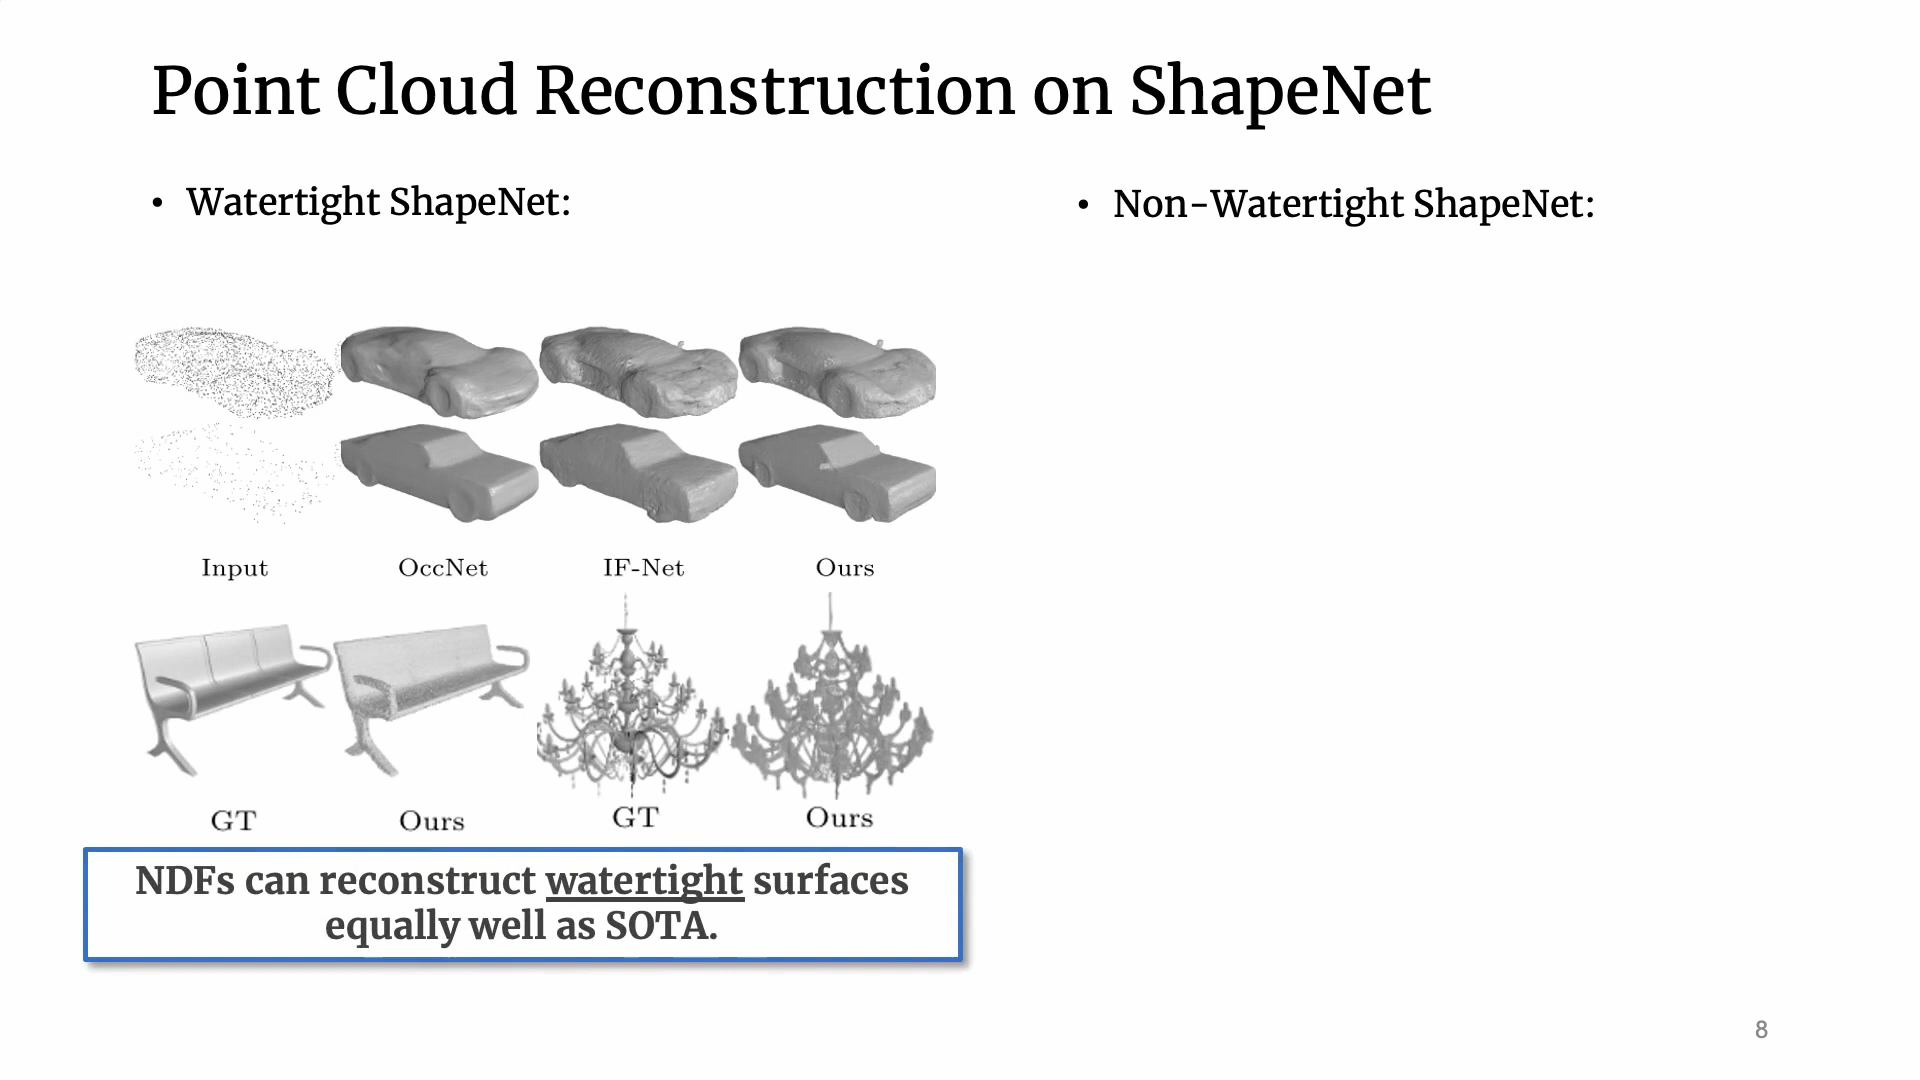 Point Cloud Reconstruction on ShapeNet
• Watertight ShapeNet:
• Non-Watertight ShapeNet:
Input OccNet IF-Net Ours
GT Ours GT Ours
NDFs can reconstruct watertight surfaces
equally well as SOTA.
8